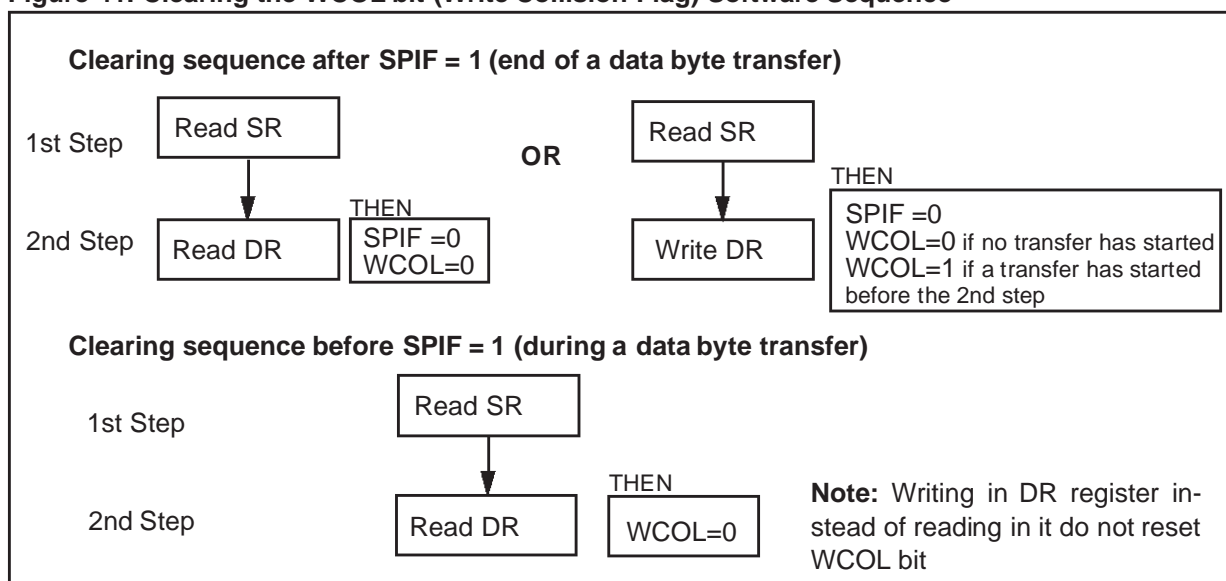 Clearing sequence after SPIF = 1 (end of a data byte transfer)
1st Step
Read SR
OR
Read SR
THEN
THEN
2nd Step
Read DR
SPIF =0
WCOL=0
Write DR
SPIF =0
WCOL=0 if no transfer has started
WCOL=1 if a transfer has started
before the 2nd step
Clearing sequence before SPIF = 1 (during a data byte transfer)
1st Step
Read SR
2nd Step
Read DR
THEN
WCOL=0
Note: Writing in DR register in-
stead of reading in it do not reset
WCOL bit